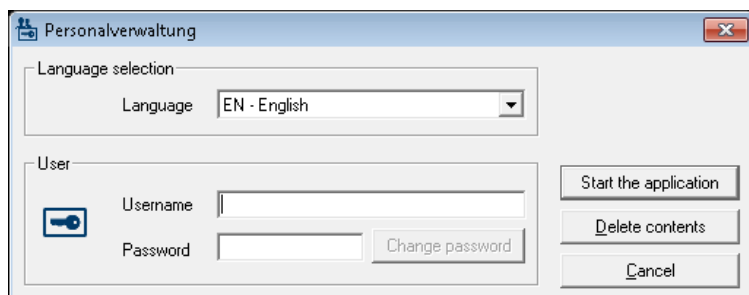 Personalverwaltung
Language selection
Language EN - English
User
Username
Password Change password
Start the application
Delete contents
Cancel